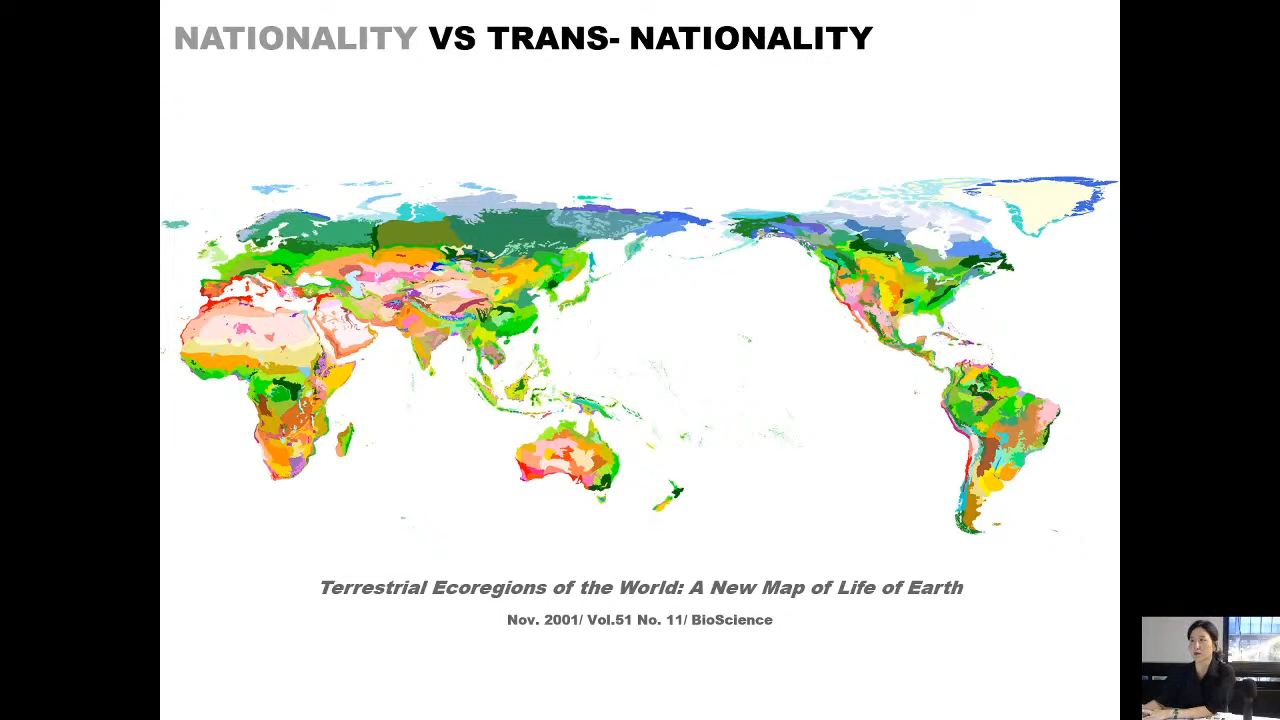 NATIONALITY VS TRANS- NATIONALITY
Terrestrial Ecoregions of the World: A New Map of Life of Earth
Nov. 2001/ Vol.51 No. 11/ BioScience